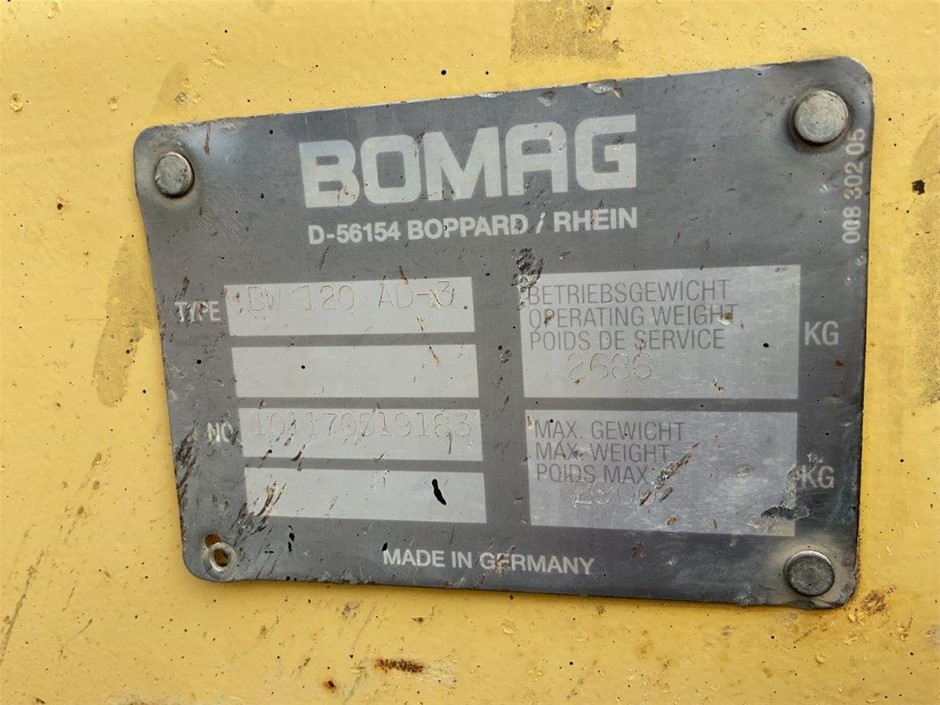 BOMAG
D-56154 BOPPARD / RHEIN
008 302 05
TYPE BW 120 AD-3
BETRIEBSGEWICHT
OPERATING WEIGHT
POIDS DE SERVICE
2686 KG
NO 101170519183
MAX. GEWICHT
MAX. WEIGHT
POIDS MAX.
KG
MADE IN GERMANY